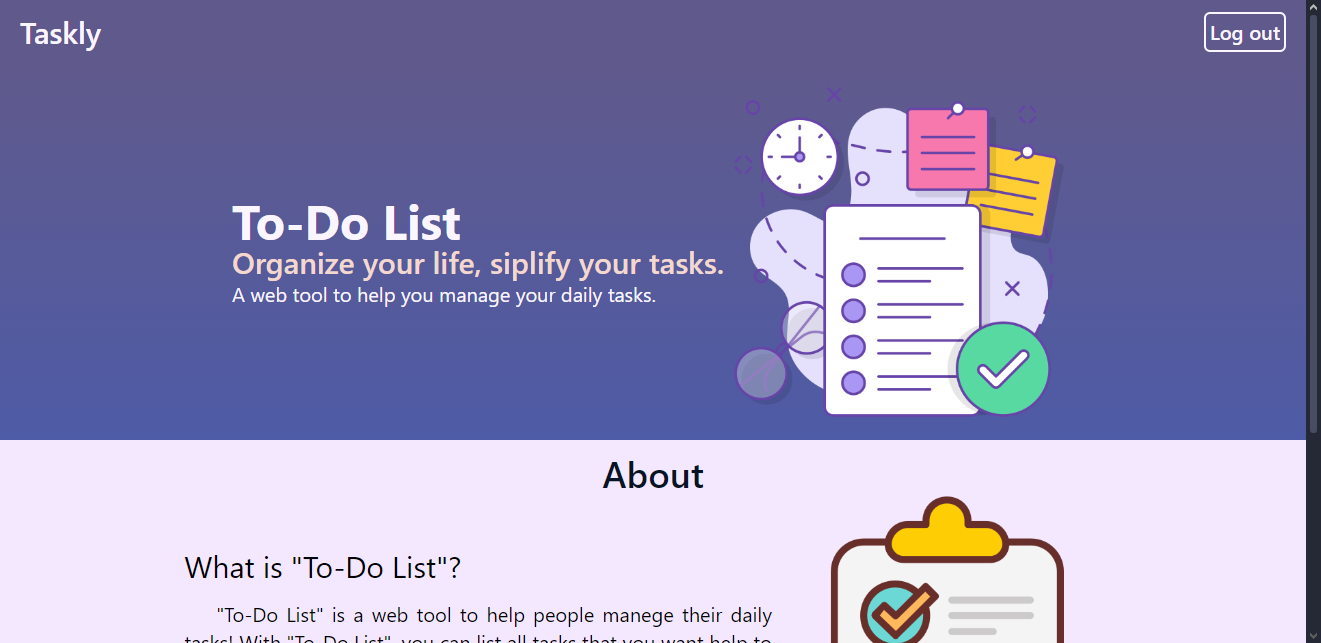 Taskly
Log out
To-Do List
Organize your life, siplify your tasks.
A web tool to help you manage your daily tasks.
About
What is "To-Do List"?
"To-Do List" is a web tool to help people manege their daily
tasks! With "To-Do List", you can list all tasks that you want help to